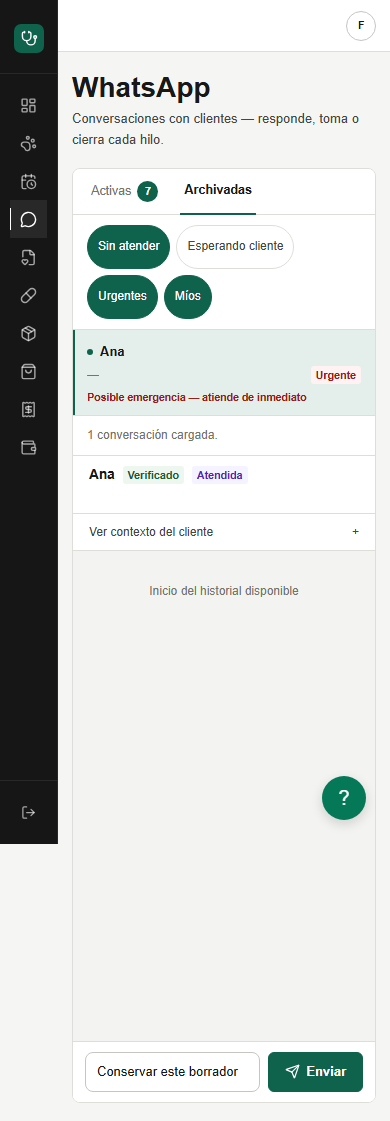 F
WhatsApp
Conversaciones con clientes — responde, toma o
cierra cada hilo.
Activas 7 Archivadas
Sin atender Esperando cliente
Urgentes Míos
Ana
—
Urgente
Posible emergencia — atiende de inmediato
1 conversación cargada.
Ana Verificado Atendida
Ver contexto del cliente +
Inicio del historial disponible
?
Conservar este borrador Enviar